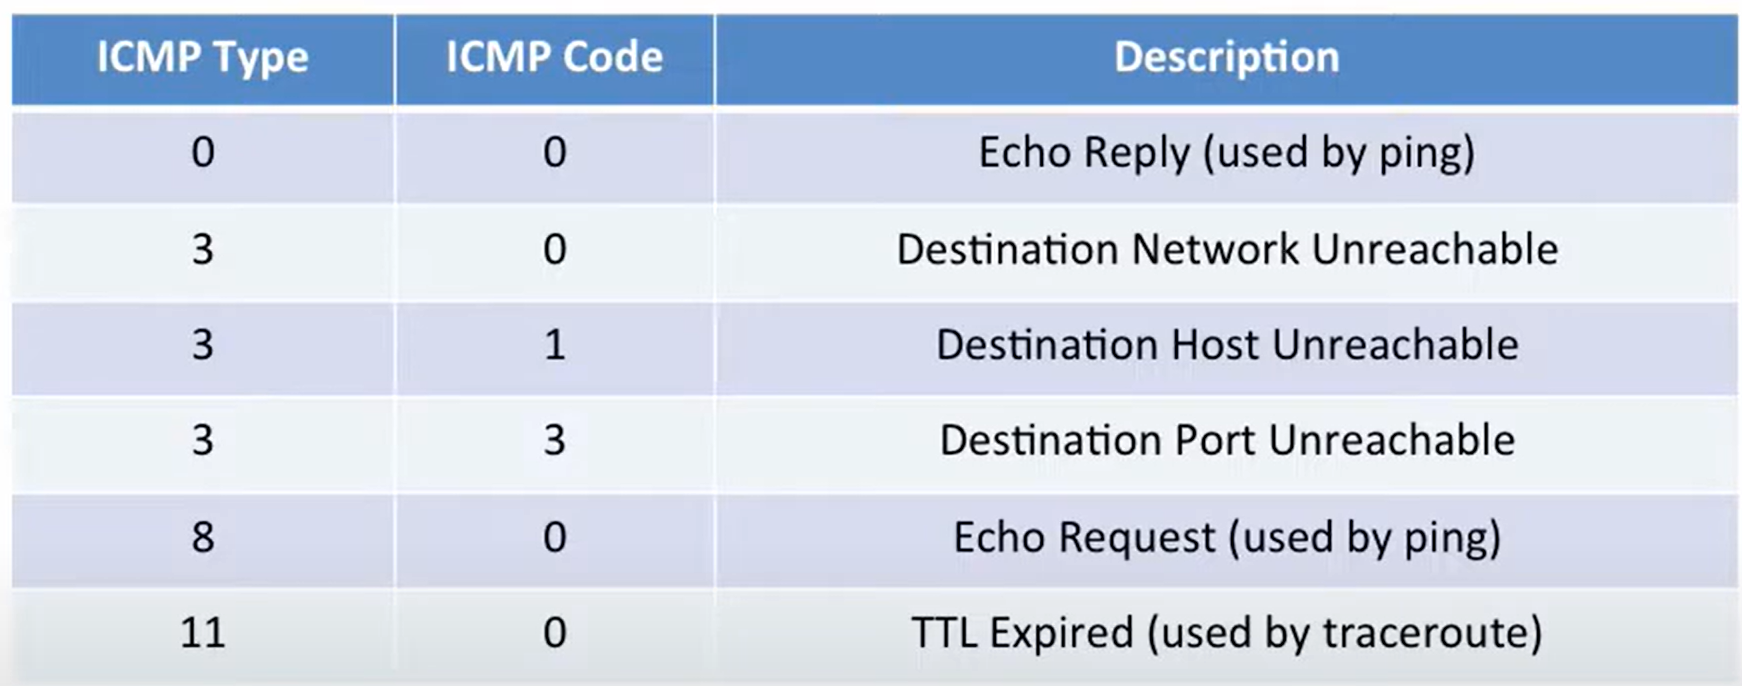 ICMP Type ICMP Code Description
0 0 Echo Reply (used by ping)
3 0 Destination Network Unreachable
3 1 Destination Host Unreachable
3 3 Destination Port Unreachable
8 0 Echo Request (used by ping)
11 0 TTL Expired (used by traceroute)